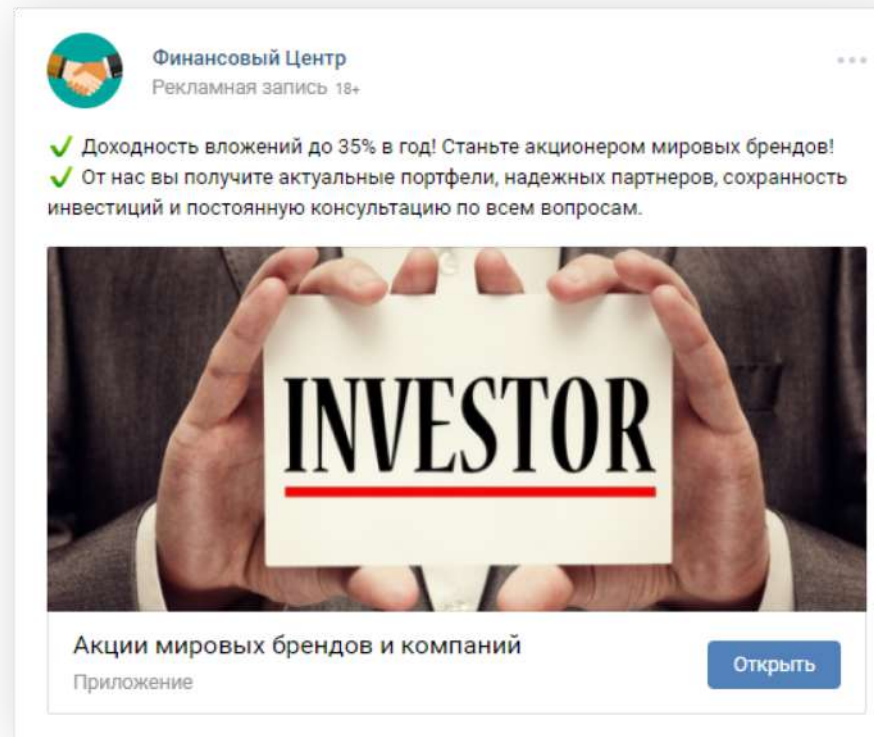 Финансовый Центр
Рекламная запись 18+
✔ Доходность вложений до 35% в год! Станьте акционером мировых брендов!
✔ От нас вы получите актуальные портфели, надежных партнеров, сохранность
инвестиций и постоянную консультацию по всем вопросам.
INVESTOR
Акции мировых брендов и компаний
Приложение
Открыть